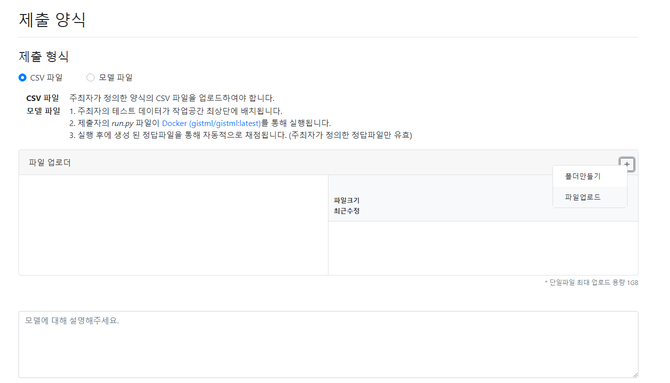 제출 양식
제출 형식
CSV 파일 모델 파일
CSV 파일 주최자가 정의한 양식의 CSV 파일을 업로드하여야 합니다.
모델 파일 1. 주최자의 테스트 데이터가 작업공간 최상단에 배치됩니다.
2. 제출자의 run.py 파일이 Docker (gistml/gistml:latest)를 통해 실행됩니다.
3. 실행 후에 생성 된 정답파일을 통해 자동적으로 채점됩니다. (주최자가 정의한 정답파일만 유효)
파일 업로더 +
폴더만들기
파일업로드
파일크기
최근수정
* 단일파일 최대 업로드 용량 1GB
모델에 대해 설명해주세요.